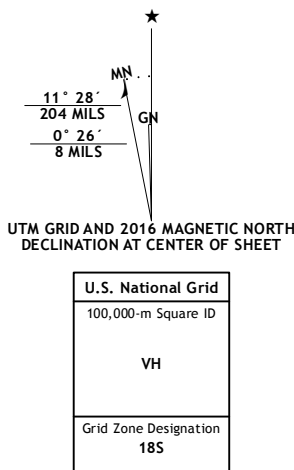 ★
MN
GN
11° 28´
204 MILS
0° 26´
8 MILS
UTM GRID AND 2016 MAGNETIC NORTH
DECLINATION AT CENTER OF SHEET
U.S. National Grid
100,000-m Square ID
VH
Grid Zone Designation
18S